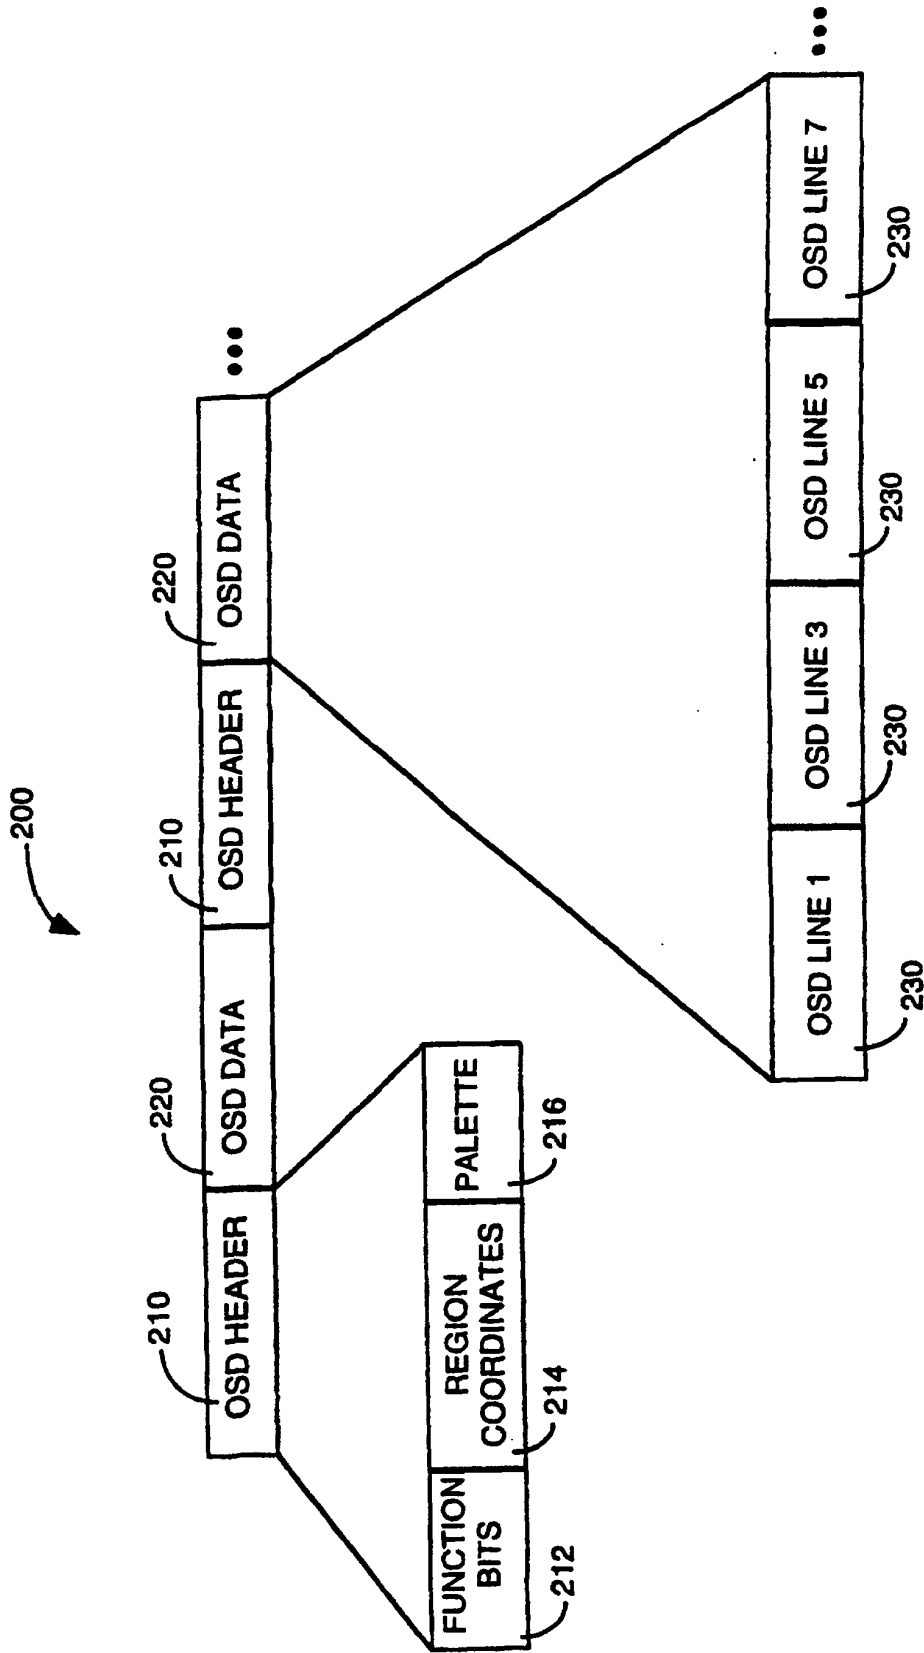 200
210
220
210
220
OSD HEADER
OSD DATA
OSD HEADER
OSD DATA
...
FUNCTION
BITS
REGION
COORDINATES
PALETTE
212
214
216
OSD LINE 1
OSD LINE 3
OSD LINE 5
OSD LINE 7
...
230
230
230
230